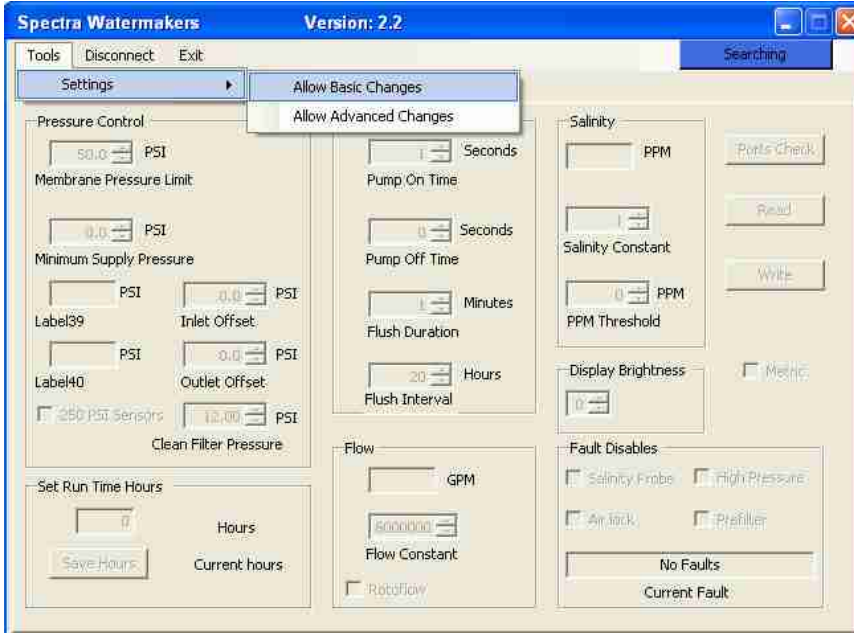 Spectra Watermakers Version: 2.2
Tools Disconnect Exit Searching
Settings Allow Basic Changes
Allow Advanced Changes
Pressure Control
50.0 PSI
Membrane Pressure Limit
0.0 PSI
Minimum Supply Pressure
PSI 0.0 PSI
Label39 Inlet Offset
PSI 0.0 PSI
Label40 Outlet Offset
250 PSI Sensors 12.00 PSI
Clean Filter Pressure
Set Run Time Hours
0 Hours
Save Hours Current hours
1 Seconds
Pump On Time
0 Seconds
Pump Off Time
1 Minutes
Flush Duration
20 Hours
Flush Interval
Flow
GPM
6000000
Flow Constant
Rotoflow
Salinity
PPM
1
Salinity Constant
0 PPM
PPM Threshold
Ports Check
Read
Write
Display Brightness
0
Metric
Fault Disables
Salinity Probe High Pressure
Air lock Prefilter
No Faults
Current Fault